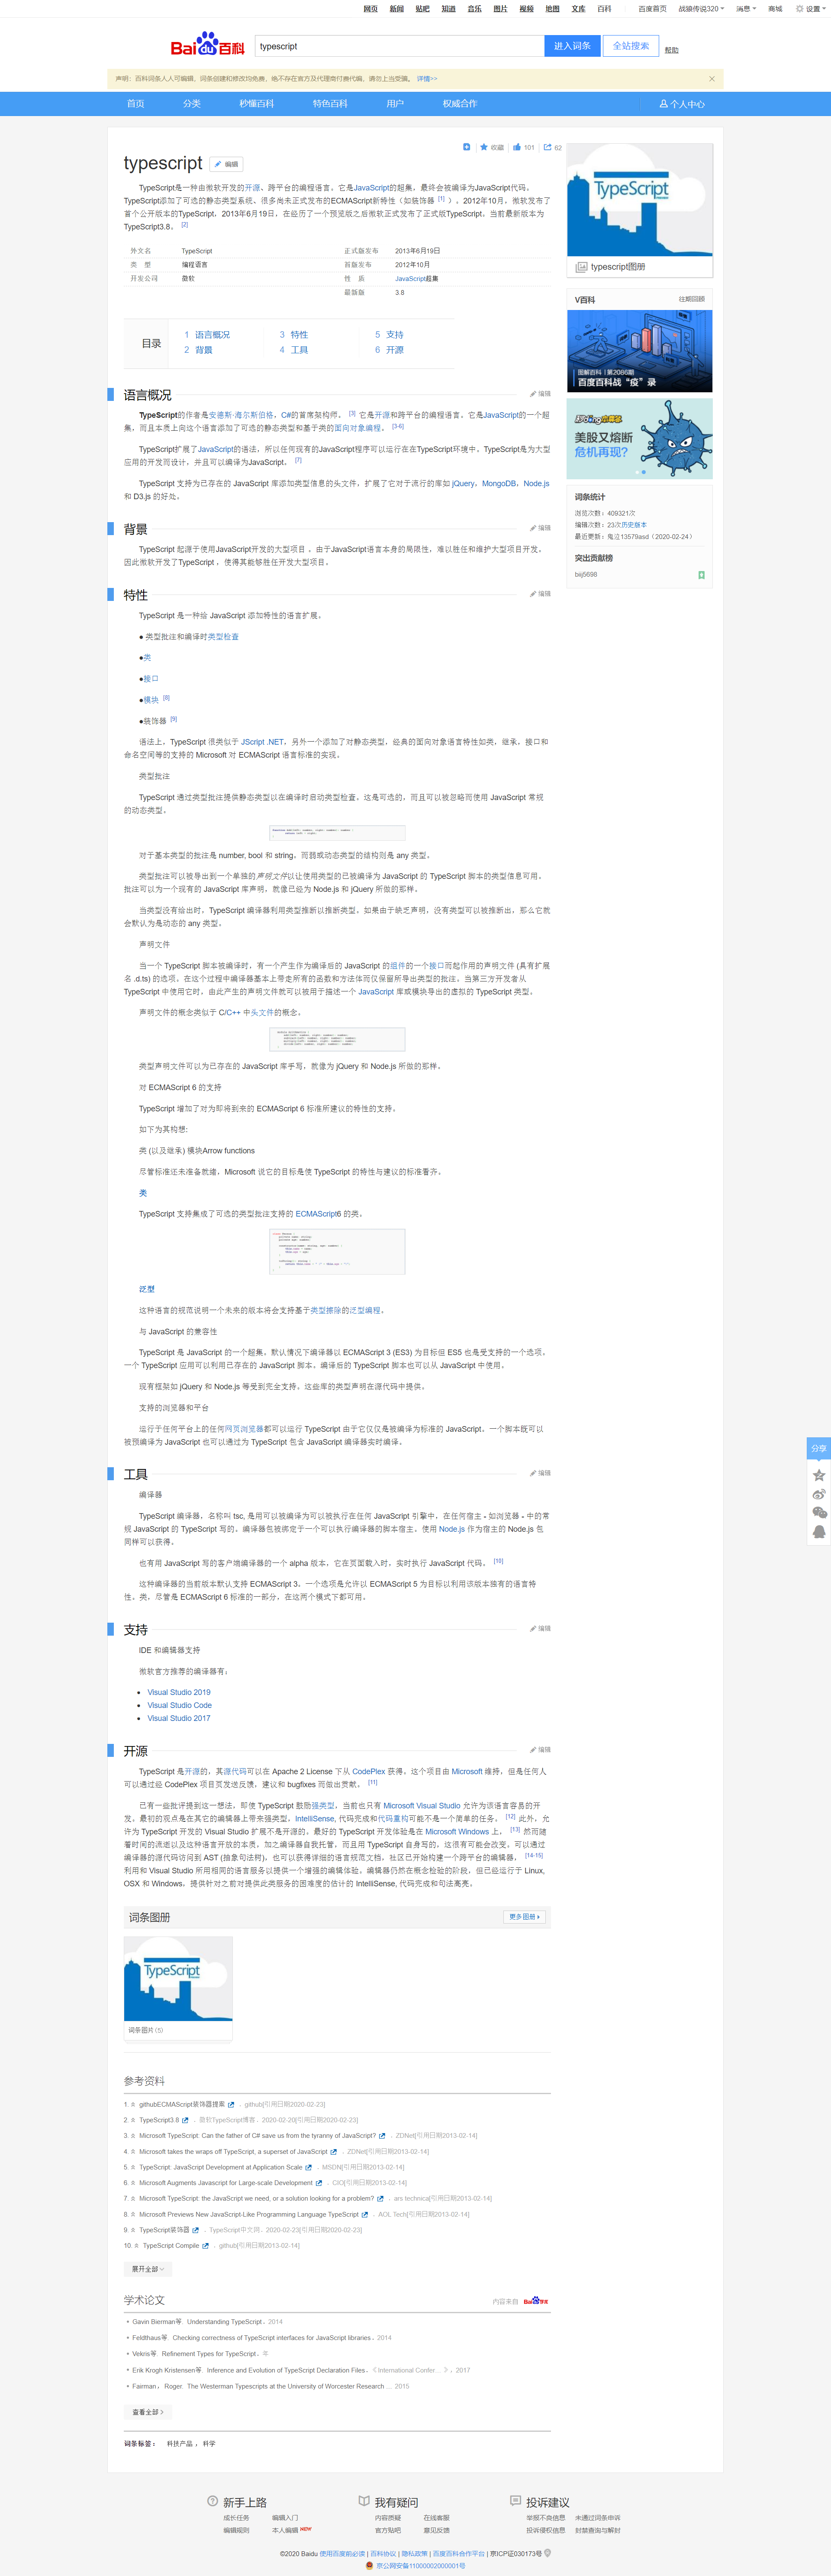 网页 新闻 贴吧 知道 音乐 图片 视频 地图 文库 百科 百度首页 战狼传说320 消息 商城 设置
Bai du 百科 typescript 进入词条 全站搜索 帮助
声明:百科词条人人可编辑,词条创建和修改均免费,绝不存在官方及代理商付费代编,请勿上当受骗。 详情>>
首页 分类 秒懂百科 特色百科 用户 权威合作 个人中心
收藏 101 62
typescript 编辑
TypeScript是一种由微软开发的开源、跨平台的编程语言。它是JavaScript的超集,最终会被编译为JavaScript代码。
TypeScript添加了可选的静态类型系统、很多尚未正式发布的ECMAScript新特性(如装饰器 [1] )。2012年10月,微软发布了
首个公开版本的TypeScript,2013年6月19日,在经历了一个预览版之后微软正式发布了正式版TypeScript。当前最新版本为
TypeScript3.8。 [2]
外文名 TypeScript 正式版发布 2013年6月19日
类 型 编程语言 首版发布 2012年10月
开发公司 微软 性 质 JavaScript超集
最新版 3.8
目录
1 语言概况 3 特性 5 支持
2 背景 4 工具 6 开源
语言概况 编辑
TypeScript的作者是安德斯·海尔斯伯格,C#的首席架构师。 [3] 它是开源和跨平台的编程语言。它是JavaScript的一个超
集,而且本质上向这个语言添加了可选的静态类型和基于类的面向对象编程。 [3-6]
TypeScript扩展了JavaScript的语法,所以任何现有的JavaScript程序可以运行在在TypeScript环境中。TypeScript是为大型
应用的开发而设计,并且可以编译为JavaScript。 [7]
TypeScript 支持为已存在的 JavaScript 库添加类型信息的头文件,扩展了它对于流行的库如 jQuery、MongoDB、Node.js
和 D3.js 的好处。
背景 编辑
TypeScript 起源于使用JavaScript开发的大型项目 。由于JavaScript语言本身的局限性,难以胜任和维护大型项目开发。
因此微软开发了TypeScript ,使得其能够胜任开发大型项目。
特性 编辑
TypeScript 是一种给 JavaScript 添加特性的语言扩展。
● 类型批注和编译时类型检查
●类
●接口
●模块 [8]
●装饰器 [9]
语法上,TypeScript 很类似于 JScript .NET,另外一个添加了对静态类型,经典的面向对象语言特性如类,继承,接口和
命名空间等的支持的 Microsoft 对 ECMAScript 语言标准的实现。
类型批注
TypeScript 通过类型批注提供静态类型以在编译时启动类型检查。这是可选的,而且可以被忽略而使用 JavaScript 常规
的动态类型。
对于基本类型的批注是 number, bool 和 string。而弱或动态类型的结构则是 any 类型。
类型批注可以被导出到一个单独的声明文件以让使用类型的已被编译为 JavaScript 的 TypeScript 脚本的类型信息可用。
批注可以为一个现有的 JavaScript 库声明,就像已经为 Node.js 和 jQuery 所做的那样。
当类型没有给出时,TypeScript 编译器利用类型推断以推断类型。如果由于缺乏声明,没有类型可以被推断出,那么它就
会默认为是动态的 any 类型。
声明文件
当一个 TypeScript 脚本被编译时,有一个产生作为编译后的 JavaScript 的组件的一个接口而起作用的声明文件 (具有扩展
名 .d.ts) 的选项。在这个过程中编译器基本上带走所有的函数和方法体而仅保留所导出类型的批注。当第三方开发者从
TypeScript 中使用它时,由此产生的声明文件就可以被用于描述一个 JavaScript 库或模块导出的虚拟的 TypeScript 类型。
声明文件的概念类似于 C/C++ 中头文件的概念。
类型声明文件可以为已存在的 JavaScript 库手写,就像为 jQuery 和 Node.js 所做的那样。
对 ECMAScript 6 的支持
TypeScript 增加了对为即将到来的 ECMAScript 6 标准所建议的特性的支持。
如下为其构想:
类 (以及继承) 模块Arrow functions
尽管标准还未准备就绪,Microsoft 说它的目标是使 TypeScript 的特性与建议的标准看齐。
类
TypeScript 支持集成了可选的类型批注支持的 ECMAScript6 的类。
泛型
这种语言的规范说明一个未来的版本将会支持基于类型擦除的泛型编程。
与 JavaScript 的兼容性
TypeScript 是 JavaScript 的一个超集。默认情况下编译器以 ECMAScript 3 (ES3) 为目标但 ES5 也是受支持的一个选项。
一个 TypeScript 应用可以利用已存在的 JavaScript 脚本。编译后的 TypeScript 脚本也可以从 JavaScript 中使用。
现有框架如 jQuery 和 Node.js 等受到完全支持。这些库的类型声明在源代码中提供。
支持的浏览器和平台
运行于任何平台上的任何网页浏览器都可以运行 TypeScript 由于它仅仅是被编译为标准的 JavaScript。一个脚本既可以
被预编译为 JavaScript 也可以通过为 TypeScript 包含 JavaScript 编译器实时编译。
工具 编辑
编译器
TypeScript 编译器,名称叫 tsc, 是用可以被编译为可以被执行在任何 JavaScript 引擎中,在任何宿主 - 如浏览器 - 中的常
规 JavaScript 的 TypeScript 写的。编译器包被绑定于一个可以执行编译器的脚本宿主。使用 Node.js 作为宿主的 Node.js 包
同样可以获得。
也有用 JavaScript 写的客户端编译器的一个 alpha 版本,它在页面载入时,实时执行 JavaScript 代码。 [10]
这种编译器的当前版本默认支持 ECMAScript 3。一个选项是允许以 ECMAScript 5 为目标以利用该版本独有的语言特
性。类,尽管是 ECMAScript 6 标准的一部分,在这两个模式下都可用。
支持 编辑
IDE 和编辑器支持
微软官方推荐的编译器有:
Visual Studio 2019
Visual Studio Code
Visual Studio 2017
开源 编辑
TypeScript 是开源的,其源代码可以在 Apache 2 License 下从 CodePlex 获得。这个项目由 Microsoft 维持,但是任何人
可以通过经 CodePlex 项目页发送反馈,建议和 bugfixes 而做出贡献。 [11]
已有一些批评提到这一想法,即使 TypeScript 鼓励强类型,当前也只有 Microsoft Visual Studio 允许为该语言容易的开
发。最初的观点是在其它的编辑器上带来强类型,IntelliSense, 代码完成和代码重构可能不是一个简单的任务。 [12] 此外,允
许为 TypeScript 开发的 Visual Studio 扩展不是开源的。最好的 TypeScript 开发体验是在 Microsoft Windows 上。 [13] 然而随
着时间的流逝以及这种语言开放的本质,加之编译器自我托管,而且用 TypeScript 自身写的,这很有可能会改变。可以通过
编译器的源代码访问到 AST (抽象句法树),也可以获得详细的语言规范文档。社区已开始构建一个跨平台的编辑器, [14-15]
利用和 Visual Studio 所用相同的语言服务以提供一个增强的编辑体验。编辑器仍然在概念检验的阶段,但已经运行于 Linux,
OSX 和 Windows。提供针对之前对提供此类服务的困难度的估计的 IntelliSense, 代码完成和句法高亮。
词条图册 更多图册
TypeScript
词条图片(5)
参考资料
1. githubECMAScript装饰器提案 .github[引用日期2020-02-23]
2. TypeScript3.8 .微软TypeScript博客.2020-02-20[引用日期2020-02-23]
3. Microsoft TypeScript: Can the father of C# save us from the tyranny of JavaScript? .ZDNet[引用日期2013-02-14]
4. Microsoft takes the wraps off TypeScript, a superset of JavaScript .ZDNet[引用日期2013-02-14]
5. TypeScript: JavaScript Development at Application Scale .MSDN[引用日期2013-02-14]
6. Microsoft Augments Javascript for Large-scale Development .CIO[引用日期2013-02-14]
7. Microsoft TypeScript: the JavaScript we need, or a solution looking for a problem? .ars technica[引用日期2013-02-14]
8. Microsoft Previews New JavaScript-Like Programming Language TypeScript .AOL Tech[引用日期2013-02-14]
9. TypeScript装饰器 .TypeScript中文网.2020-02-23[引用日期2020-02-23]
10. TypeScript Compile .github[引用日期2013-02-14]
展开全部
学术论文 内容来自 Baidu学术
Gavin Bierman等. Understanding TypeScript.2014
Feldthaus等. Checking correctness of TypeScript interfaces for JavaScript libraries.2014
Vekris等. Refinement Types for TypeScript.年
Erik Krogh Kristensen等. Inference and Evolution of TypeScript Declaration Files.《International Confer... 》,2017
Fairman, Roger. The Westerman Typescripts at the University of Worcester Research ... 2015
查看全部
词条标签: 科技产品 , 科学
TypeScript
typescript图册
V百科 往期回顾
图解百科 | 第2086期
百度百科战“疫”录
美股又熔断
危机再现?
词条统计
浏览次数:409321次
编辑次数:23次历史版本
最近更新:鬼泣13579asd(2020-02-24)
突出贡献榜
biij5698
分享
新手上路 我有疑问 投诉建议
成长任务 编辑入门 内容质疑 在线客服 举报不良信息 未通过词条申诉
编辑规则 本人编辑 NEW 官方贴吧 意见反馈 投诉侵权信息 封禁查询与解封
©2020 Baidu 使用百度前必读 | 百科协议 | 隐私政策 | 百度百科合作平台 | 京ICP证030173号
京公网安备11000002000001号